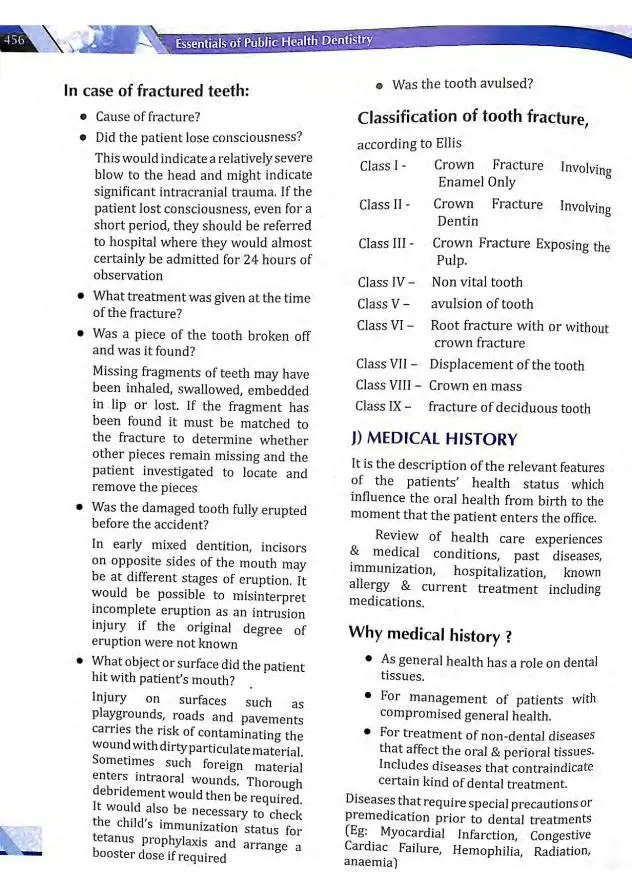 456
Essentials of Public Health Dentistry
In case of fractured teeth:
● Cause of fracture?
● Did the patient lose consciousness?
This would indicate a relatively severe
blow to the head and might indicate
significant intracranial trauma. If the
patient lost consciousness, even for a
short period, they should be referred
to hospital where they would almost
certainly be admitted for 24 hours of
observation
● What treatment was given at the time
of the fracture?
● Was a piece of the tooth broken off
and was it found?
Missing fragments of teeth may have
been inhaled, swallowed, embedded
in lip or lost. If the fragment has
been found it must be matched to
the fracture to determine whether
other pieces remain missing and the
patient investigated to locate and
remove the pieces
● Was the damaged tooth fully erupted
before the accident?
In early mixed dentition, incisors
on opposite sides of the mouth may
be at different stages of eruption. It
would be possible to misinterpret
incomplete eruption as an intrusion
injury if the original degree of
eruption were not known
● What object or surface did the patient
hit with patient's mouth?
Injury on surfaces such as
playgrounds, roads and pavements
carries the risk of contaminating the
wound with dirty particulate material.
Sometimes such foreign material
enters intraoral wounds. Thorough
debridement would then be required.
It would also be necessary to check
the child's immunization status for
tetanus prophylaxis and arrange a
booster dose if required
● Was the tooth avulsed?
Classification of tooth fracture,
according to Ellis
Class I - Crown Fracture Involving
Enamel Only
Class II - Crown Fracture Involving
Dentin
Class III - Crown Fracture Exposing the
Pulp.
Class IV – Non vital tooth
Class V – avulsion of tooth
Class VI – Root fracture with or without
crown fracture
Class VII – Displacement of the tooth
Class VIII – Crown en mass
Class IX – fracture of deciduous tooth
J) MEDICAL HISTORY
It is the description of the relevant features
of the patients' health status which
influence the oral health from birth to the
moment that the patient enters the office.
Review of health care experiences
& medical conditions, past diseases,
immunization, hospitalization, known
allergy & current treatment including
medications.
Why medical history ?
● As general health has a role on dental
tissues.
● For management of patients with
compromised general health.
● For treatment of non-dental diseases
that affect the oral & perioral tissues.
Includes diseases that contraindicate
certain kind of dental treatment.
Diseases that require special precautions or
premedication prior to dental treatments
(Eg: Myocardial Infarction, Congestive
Cardiac Failure, Hemophilia, Radiation,
anaemia)